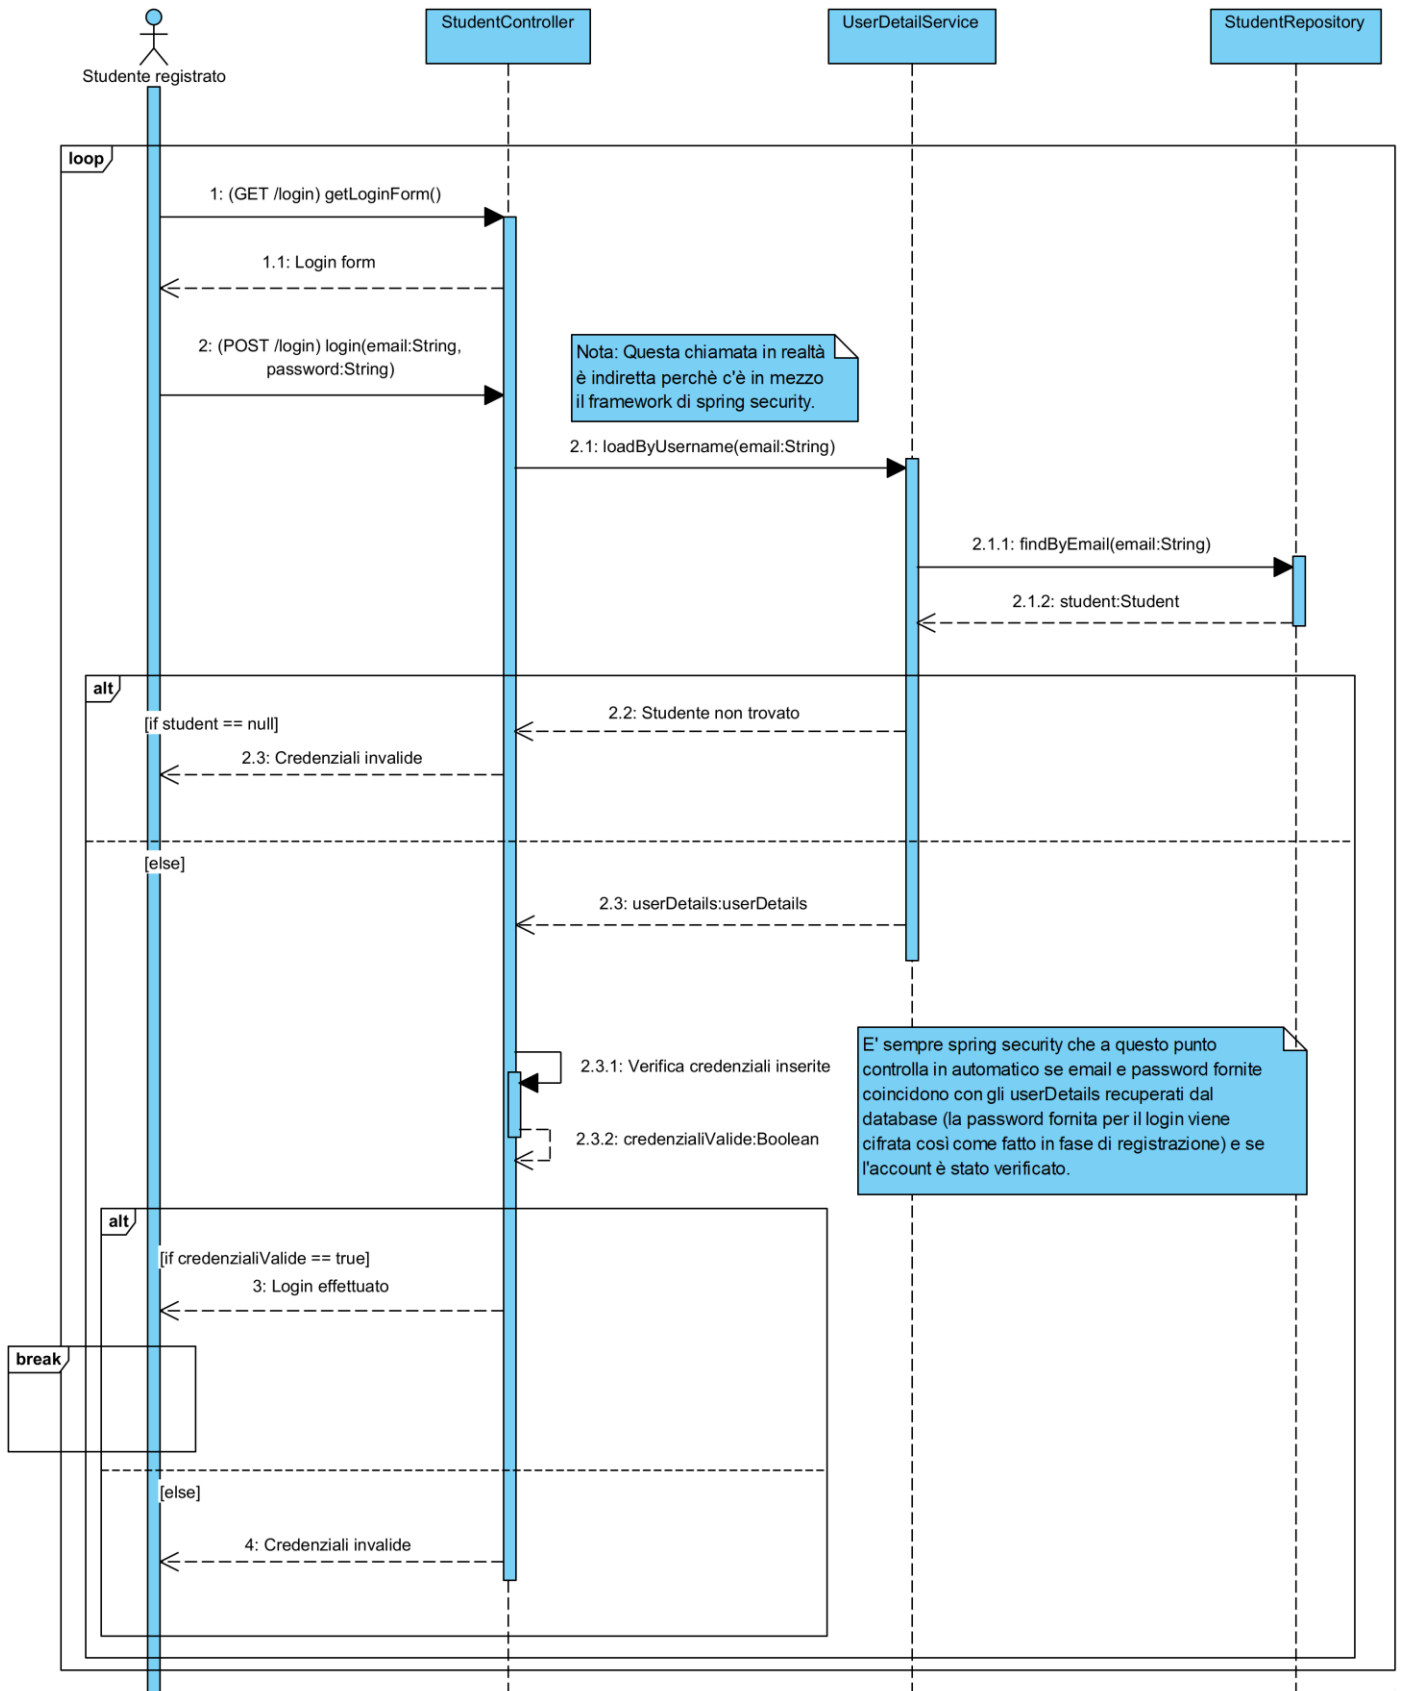 Studente registrato
StudentController
UserDetailService
StudentRepository
loop
1: (GET /login) getLoginForm()
1.1: Login form
2: (POST /login) login(email:String,
password:String)
Nota: Questa chiamata in realtà
è indiretta perchè c'è in mezzo
il framework di spring security.
2.1: loadByUsername(email:String)
2.1.1: findByEmail(email:String)
2.1.2: student:Student
alt
[if student == null]
2.2: Studente non trovato
2.3: Credenziali invalide
[else]
2.3: userDetails:userDetails
2.3.1: Verifica credenziali inserite
2.3.2: credenzialiValide:Boolean
E' sempre spring security che a questo punto
controlla in automatico se email e password fornite
coincidono con gli userDetails recuperati dal
database (la password fornita per il login viene
cifrata così come fatto in fase di registrazione) e se
l'account è stato verificato.
alt
[if credenzialiValide == true]
3: Login effettuato
break
[else]
4: Credenziali invalide